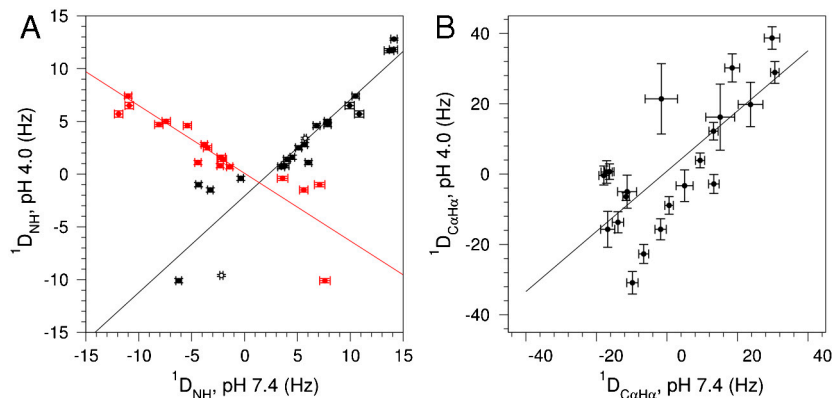 A
15
10
5
0
-5
-10
-15
-15 -10 -5 0 5 10 15
¹D_NH, pH 4.0 (Hz)
¹D_NH, pH 7.4 (Hz)
B
40
20
0
-20
-40
-40 -20 0 20 40
¹D_CαHα, pH 4.0 (Hz)
¹D_CαHα, pH 7.4 (Hz)